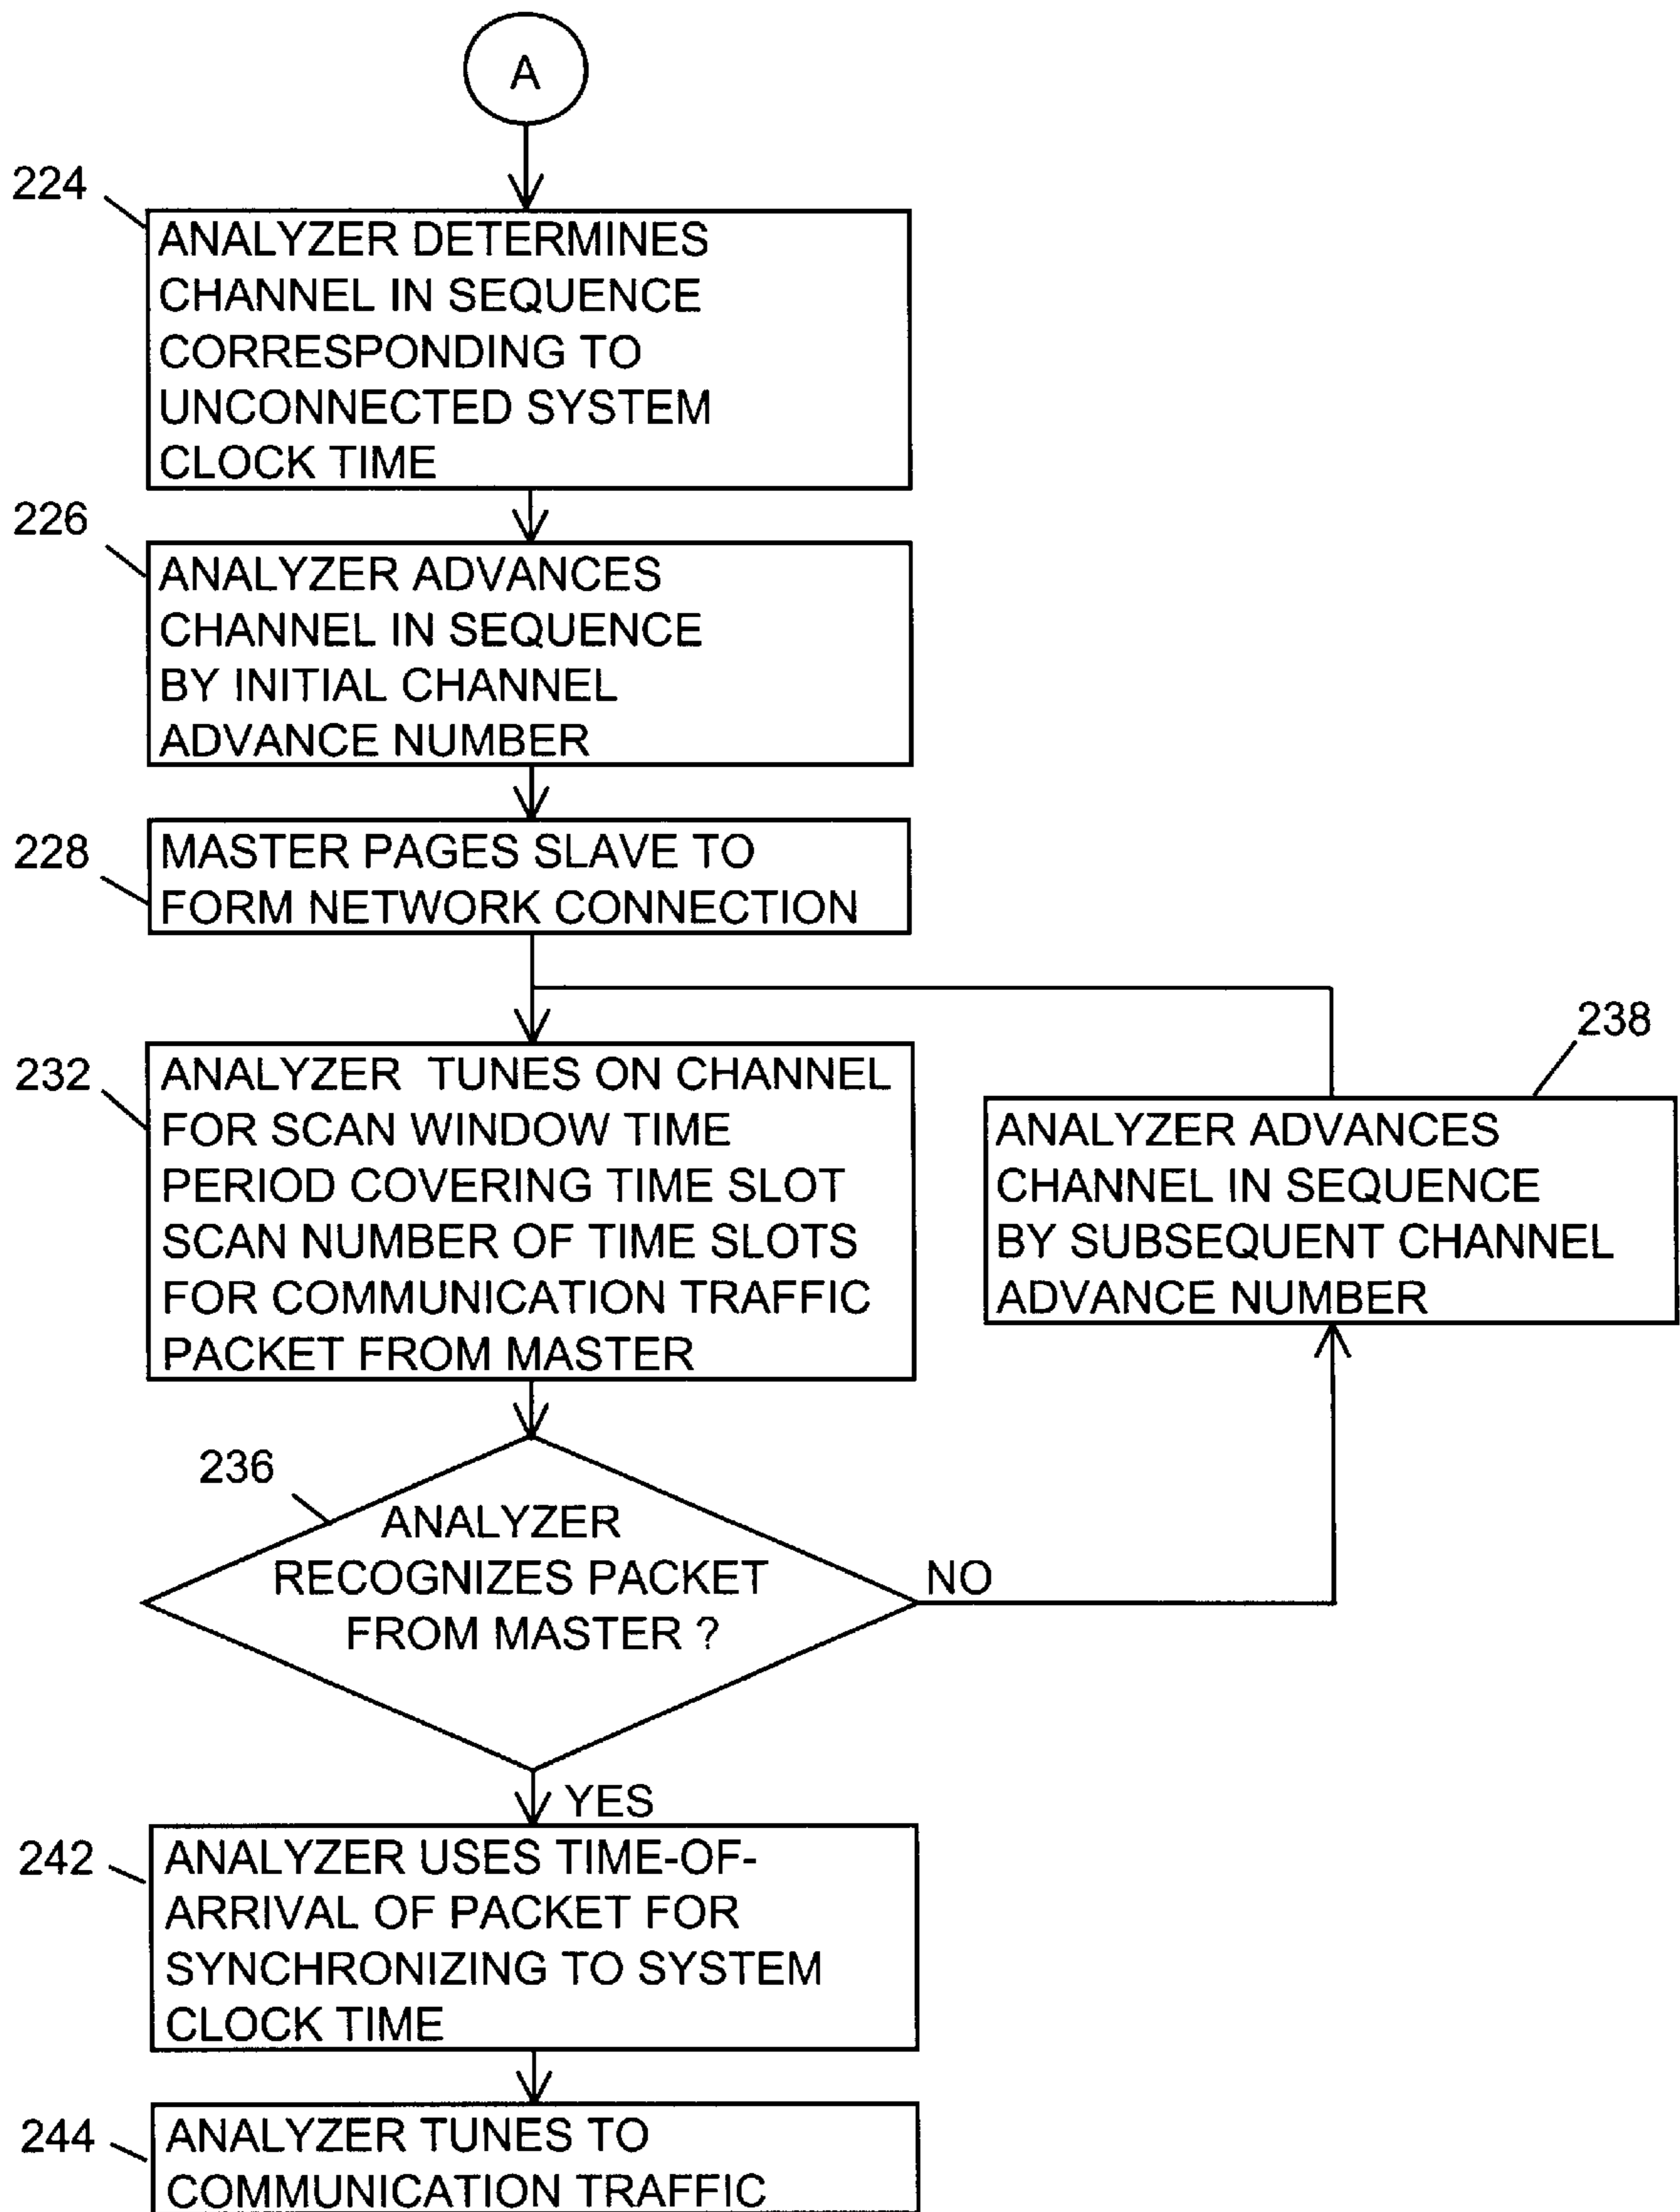 A
224
ANALYZER DETERMINES
CHANNEL IN SEQUENCE
CORRESPONDING TO
UNCONNECTED SYSTEM
CLOCK TIME
226
ANALYZER ADVANCES
CHANNEL IN SEQUENCE
BY INITIAL CHANNEL
ADVANCE NUMBER
228
MASTER PAGES SLAVE TO
FORM NETWORK CONNECTION
232
ANALYZER TUNES ON CHANNEL
FOR SCAN WINDOW TIME
PERIOD COVERING TIME SLOT
SCAN NUMBER OF TIME SLOTS
FOR COMMUNICATION TRAFFIC
PACKET FROM MASTER
238
ANALYZER ADVANCES
CHANNEL IN SEQUENCE
BY SUBSEQUENT CHANNEL
ADVANCE NUMBER
236
ANALYZER
RECOGNIZES PACKET
FROM MASTER ?
NO
YES
242
ANALYZER USES TIME-OF-
ARRIVAL OF PACKET FOR
SYNCHRONIZING TO SYSTEM
CLOCK TIME
244
ANALYZER TUNES TO
COMMUNICATION TRAFFIC